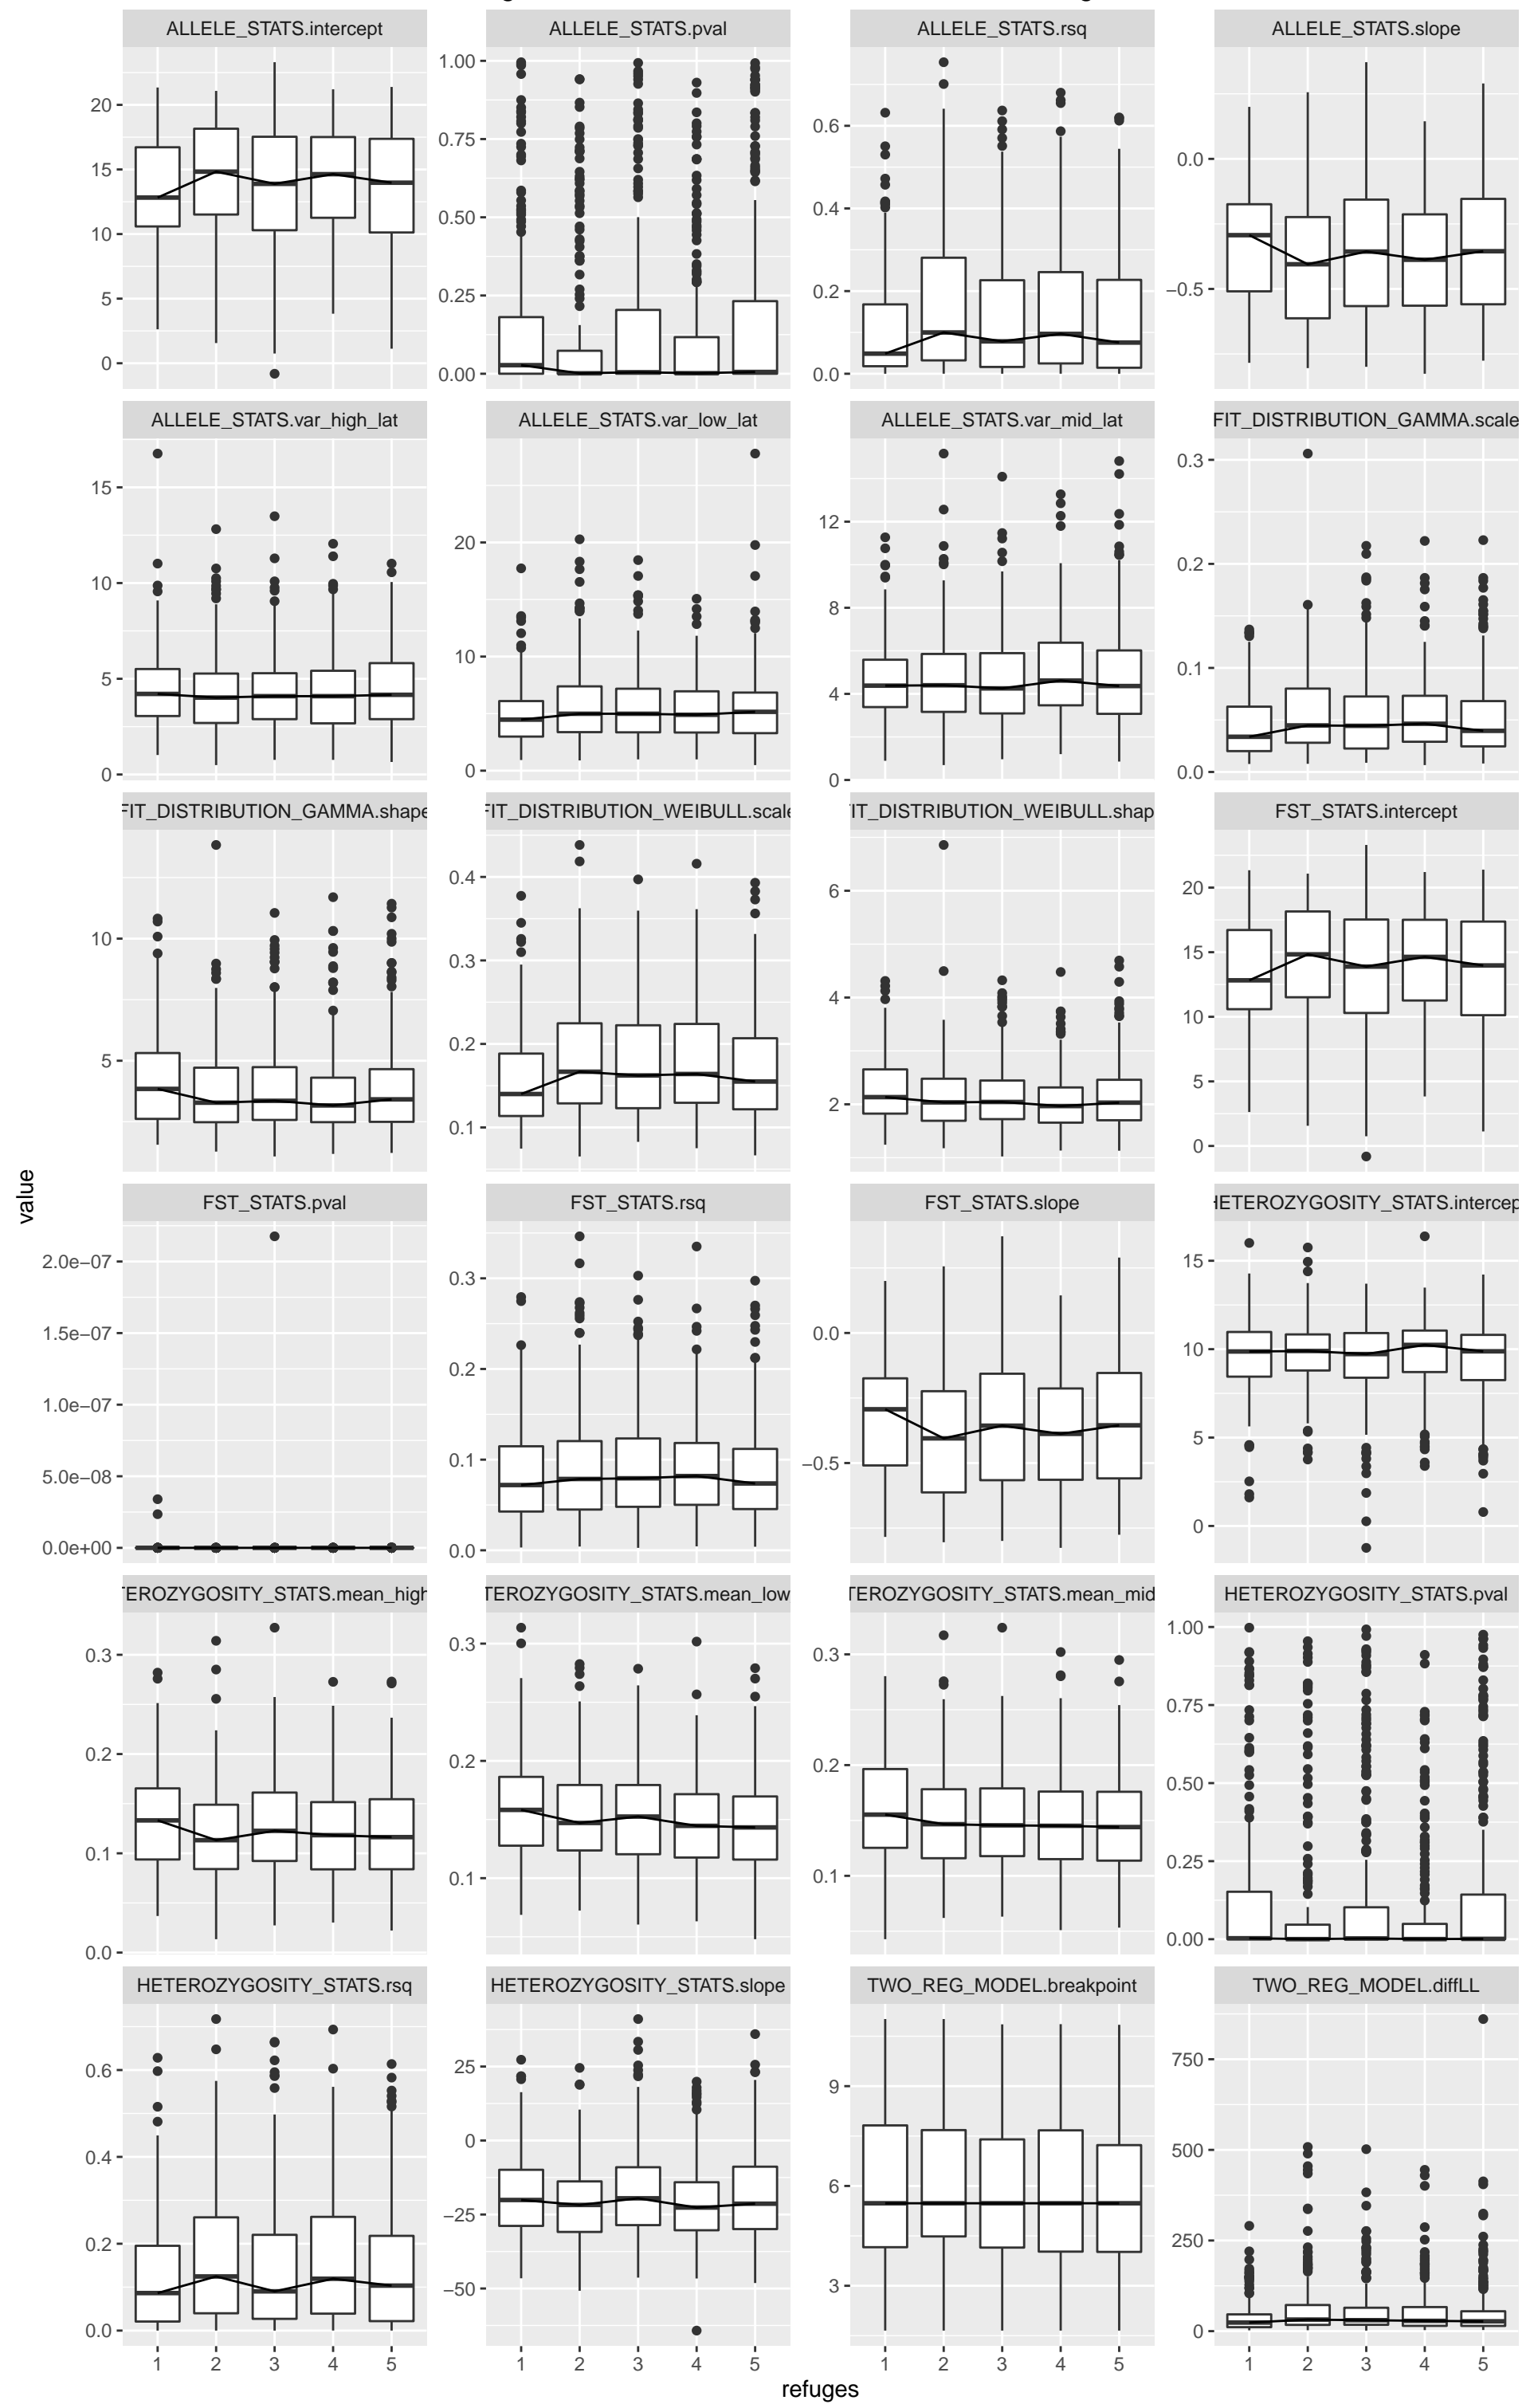 ALLELE_STATS.intercept
20
15
10
5
0
ALLELE_STATS.pval
1.00
0.75
0.50
0.25
0.00
ALLELE_STATS.rsq
0.6
0.4
0.2
0.0
ALLELE_STATS.slope
0.0
−0.5
ALLELE_STATS.var_high_lat
15
10
5
0
ALLELE_STATS.var_low_lat
20
10
0
ALLELE_STATS.var_mid_lat
12
8
4
0
FIT_DISTRIBUTION_GAMMA.scale
0.3
0.2
0.1
0.0
FIT_DISTRIBUTION_GAMMA.shape
10
5
FIT_DISTRIBUTION_WEIBULL.scale
0.4
0.3
0.2
0.1
IT_DISTRIBUTION_WEIBULL.shap
6
4
2
FST_STATS.intercept
20
15
10
5
0
FST_STATS.pval
2.0e−07
1.5e−07
1.0e−07
5.0e−08
0.0e+00
FST_STATS.rsq
0.3
0.2
0.1
0.0
FST_STATS.slope
0.0
−0.5
HETEROZYGOSITY_STATS.intercep
15
10
5
0
TEROZYGOSITY_STATS.mean_high
0.3
0.2
0.1
0.0
TEROZYGOSITY_STATS.mean_low
0.3
0.2
0.1
TEROZYGOSITY_STATS.mean_mid
0.3
0.2
0.1
HETEROZYGOSITY_STATS.pval
1.00
0.75
0.50
0.25
0.00
HETEROZYGOSITY_STATS.rsq
0.6
0.4
0.2
0.0
1 2 3 4 5
HETEROZYGOSITY_STATS.slope
25
0
−25
−50
1 2 3 4 5
TWO_REG_MODEL.breakpoint
9
6
3
1 2 3 4 5
TWO_REG_MODEL.diffLL
750
500
250
0
1 2 3 4 5
value
refuges